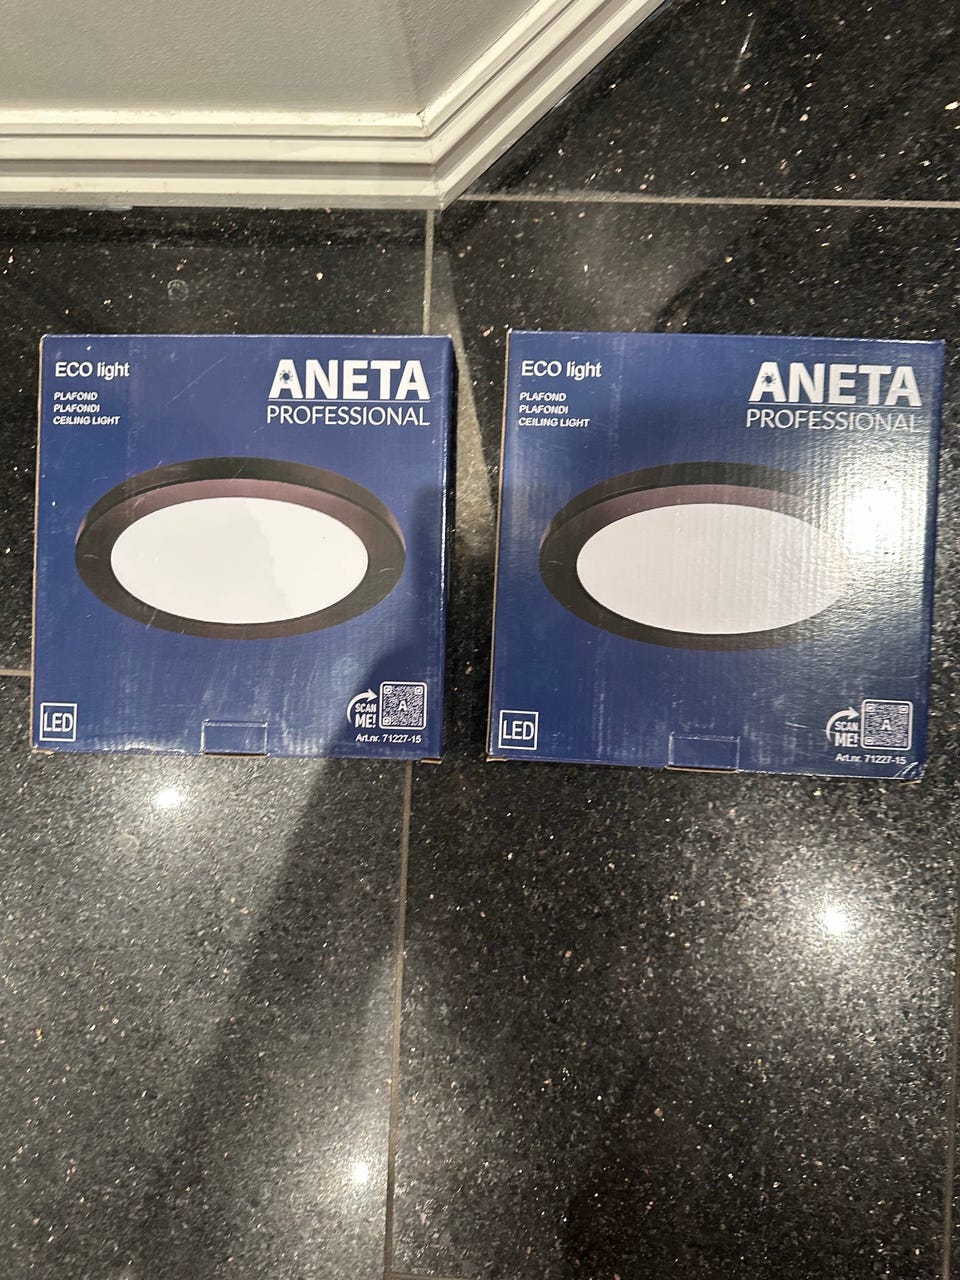 ECO light
PLAFOND
PLAFONDI
CEILING LIGHT
ANETA
PROFESSIONAL
LED
SCAN
ME!
A
Art.nr. 71227-15
ECO light
PLAFOND
PLAFONDI
CEILING LIGHT
ANETA
PROFESSIONAL
LED
SCAN
ME!
A
Art.nr. 71227-15